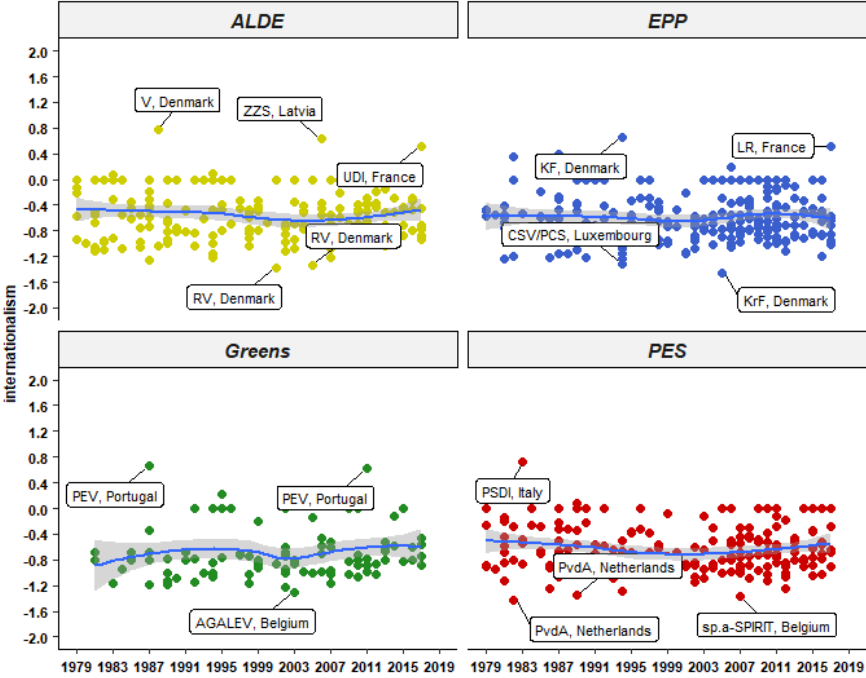 ALDE
EPP
2.0
1.6
1.2
0.8
0.4
0.0
-0.4
-0.8
-1.2
-1.6
-2.0
V, Denmark
ZZS, Latvia
UDI, France
RV, Denmark
RV, Denmark
KF, Denmark
LR, France
CSV/PCS, Luxembourg
KrF, Denmark
internationalism
Greens
PES
2.0
1.6
1.2
0.8
0.4
0.0
-0.4
-0.8
-1.2
-1.6
-2.0
PEV, Portugal
PEV, Portugal
AGALEV, Belgium
PSDI, Italy
PvdA, Netherlands
PvdA, Netherlands
sp.a-SPIRIT, Belgium
1979 1983 1987 1991 1995 1999 2003 2007 2011 2015 2019
1979 1983 1987 1991 1995 1999 2003 2007 2011 2015 2019